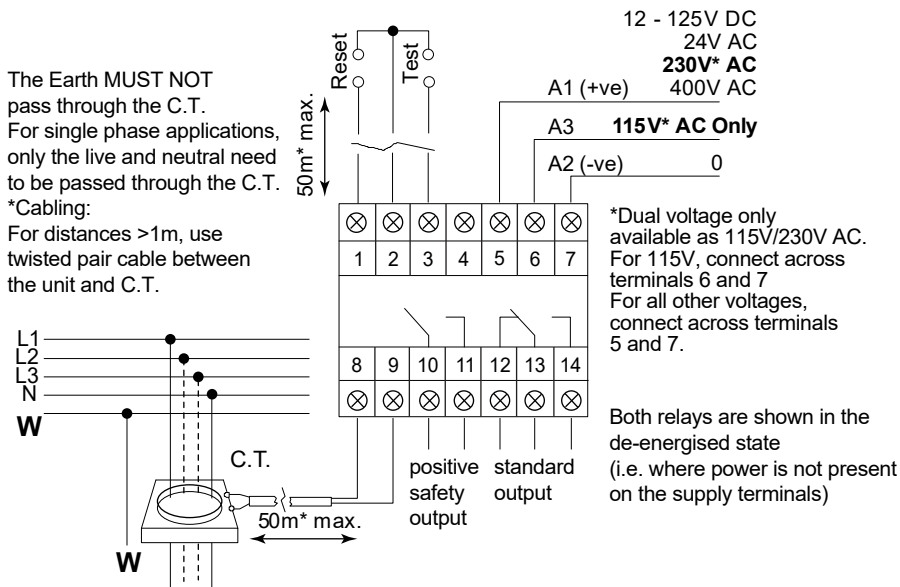 The Earth MUST NOT
pass through the C.T.
For single phase applications,
only the live and neutral need
to be passed through the C.T.
*Cabling:
For distances >1m, use
twisted pair cable between
the unit and C.T.
Reset
Test
50m* max.
12 - 125V DC
24V AC
230V* AC
A1 (+ve) 400V AC
A3 115V* AC Only
A2 (-ve) 0
*Dual voltage only
available as 115V/230V AC.
For 115V, connect across
terminals 6 and 7
For all other voltages,
connect across terminals
5 and 7.
1 2 3 4 5 6 7
8 9 10 11 12 13 14
L1
L2
L3
N
W
C.T.
50m* max.
W
positive
safety
output
standard
output
Both relays are shown in the
de-energised state
(i.e. where power is not present
on the supply terminals)